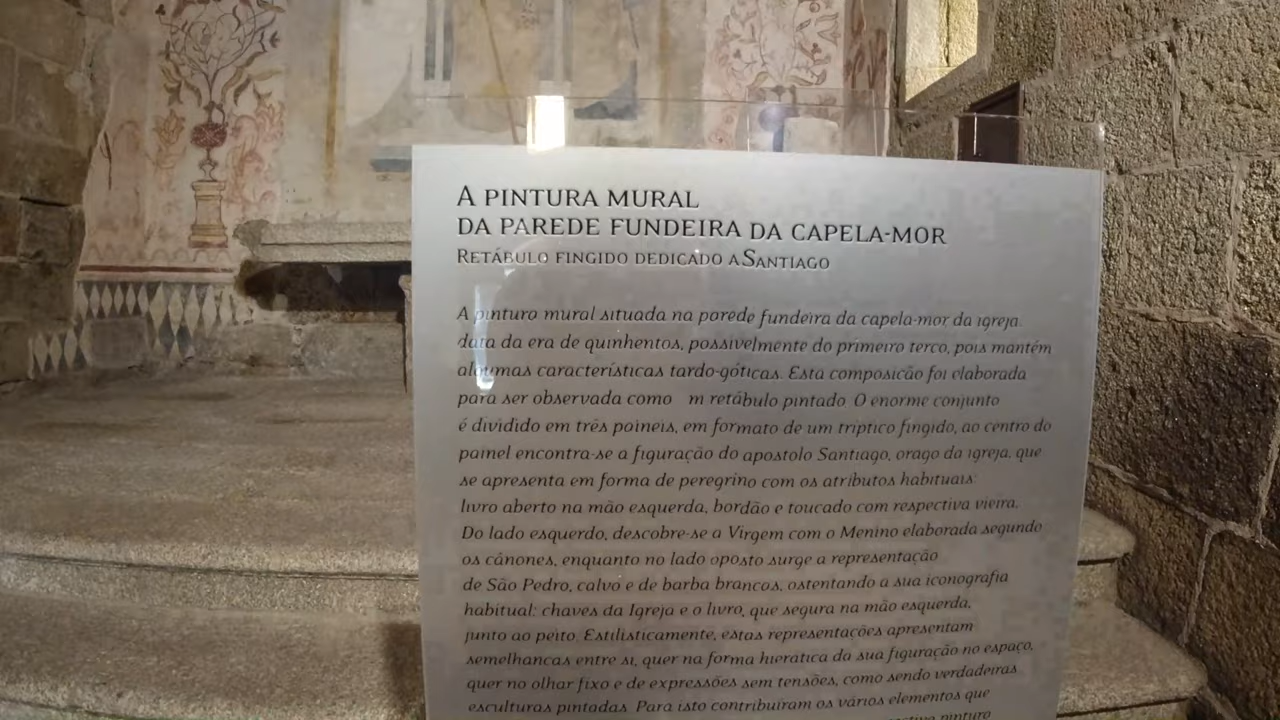 A PINTURA MURAL
DA PAREDE FUNDEIRA DA CAPELA-MOR
RETÁBULO FINGIDO DEDICADO A SANTIAGO
A pintura mural situada na parede fundeira da capela-mor da igreja
data da era de quinhentos, possivelmente do primeiro terço, pois mantém
algumas características tardo-góticas. Esta composição foi elaborada
para ser observada como m retábulo pintado. O enorme conjunto
é dividido em três paineis, em formato de um triptico fingido, ao centro do
painel encontra-se a figuração do apostolo Santiago, orago da igreja, que
se apresenta em forma de peregrino com os atributos habituais:
livro aberto na mão esquerda, bordão e toucado com respectiva vieira.
Do lado esquerdo, descobre-se a Virgem com o Menino elaborada segundo
os cânones, enquanto no lado oposto surge a representação
de São Pedro, calvo e de barba brancas, ostentando a sua iconografia
habitual: chaves da Igreja e o livro, que segura na mão esquerda,
junto ao peito. Estilisticamente, estas representações apresentam
semelhanças entre si, quer na forma hieratica da sua figuração no espaço,
quer no olhar fixo e de expressões sem tensões, como sendo verdadeiras
esculturas pintadas. Para isto contribuiram os vários elementos que
pintura